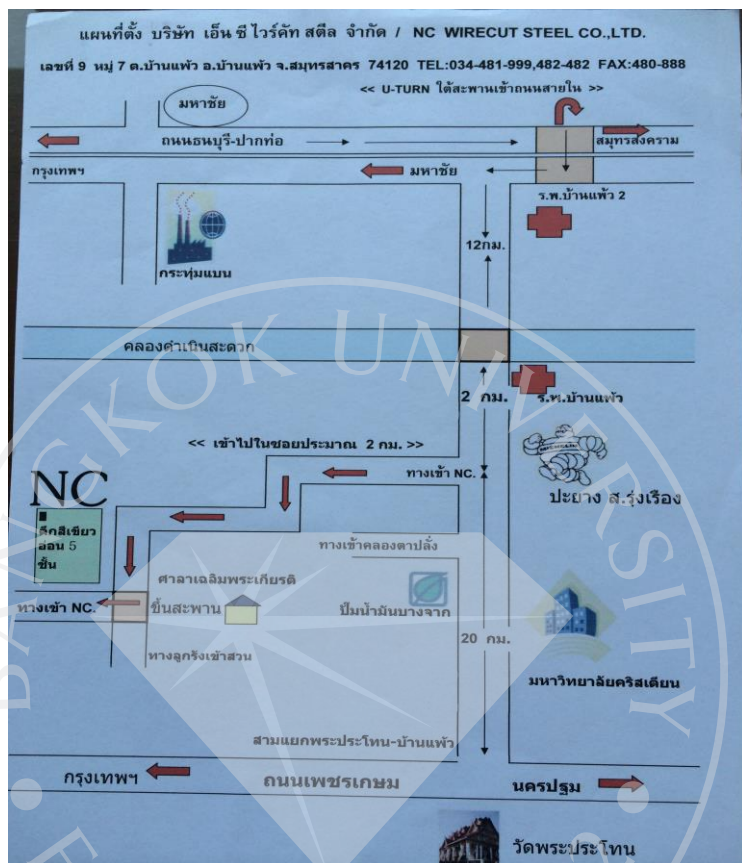 แผนที่ตั้ง บริษัท เอ็น ซี ไวร์คัท สตีล จำกัด / NC WIRECUT STEEL CO.,LTD.
เลขที่ 9 หมู่ 7 ต.บ้านแพ้ว อ.บ้านแพ้ว จ.สมุทรสาคร 74120 TEL:034-481-999,482-482 FAX:480-888
<< U-TURN ใต้สะพานเข้าถนนสายใน >>
มหาชัย
ถนนธนบุรี-ปากท่อ
สมุทรสงคราม
กรุงเทพฯ
มหาชัย
ร.พ.บ้านแพ้ว 2
12กม.
กระทุ่มแบน
คลองดำเนินสะดวก
2 กม.
ร.พ.บ้านแพ้ว
<< เข้าไปในซอยประมาณ 2 กม. >>
ทางเข้า NC.
NC
ปะยาง ส.รุ่งเรือง
ตึกสีเขียว
อ่อน 5
ชั้น
ทางเข้าคลองตาปลั่ง
ศาลาเฉลิมพระเกียรติ
ทางเข้า NC.
ขึ้นสะพาน
ปั๊มน้ำมันบางจาก
20 กม.
ทางลูกรังเข้าสวน
มหาวิทยาลัยคริสเตียน
สามแยกพระประโทน-บ้านแพ้ว
กรุงเทพฯ
ถนนเพชรเกษม
นครปฐม
วัดพระประโทน
BANGKOK UNIVERSITY